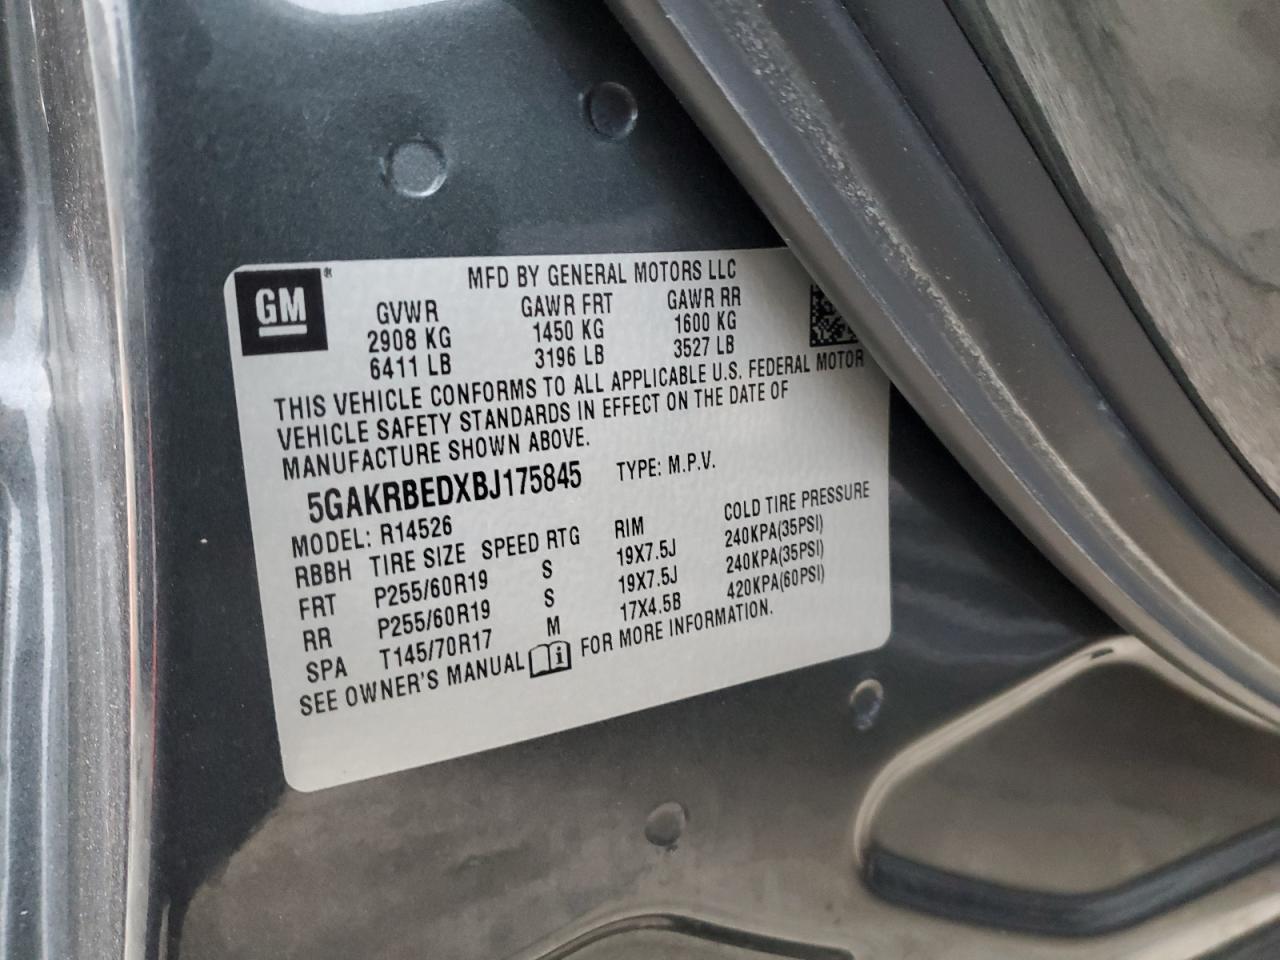 GM ®
MFD BY GENERAL MOTORS LLC
GVWR GAWR FRT GAWR RR
2908 KG 1450 KG 1600 KG
6411 LB 3196 LB 3527 LB
THIS VEHICLE CONFORMS TO ALL APPLICABLE U.S. FEDERAL MOTOR
VEHICLE SAFETY STANDARDS IN EFFECT ON THE DATE OF
MANUFACTURE SHOWN ABOVE.
5GAKRBEDXBJ175845 TYPE: M.P.V.
MODEL: R14526
RBBH TIRE SIZE SPEED RTG RIM COLD TIRE PRESSURE
FRT P255/60R19 S 19X7.5J 240KPA(35PSI)
RR P255/60R19 S 19X7.5J 240KPA(35PSI)
SPA T145/70R17 M 17X4.5B 420KPA(60PSI)
SEE OWNER'S MANUAL i FOR MORE INFORMATION.